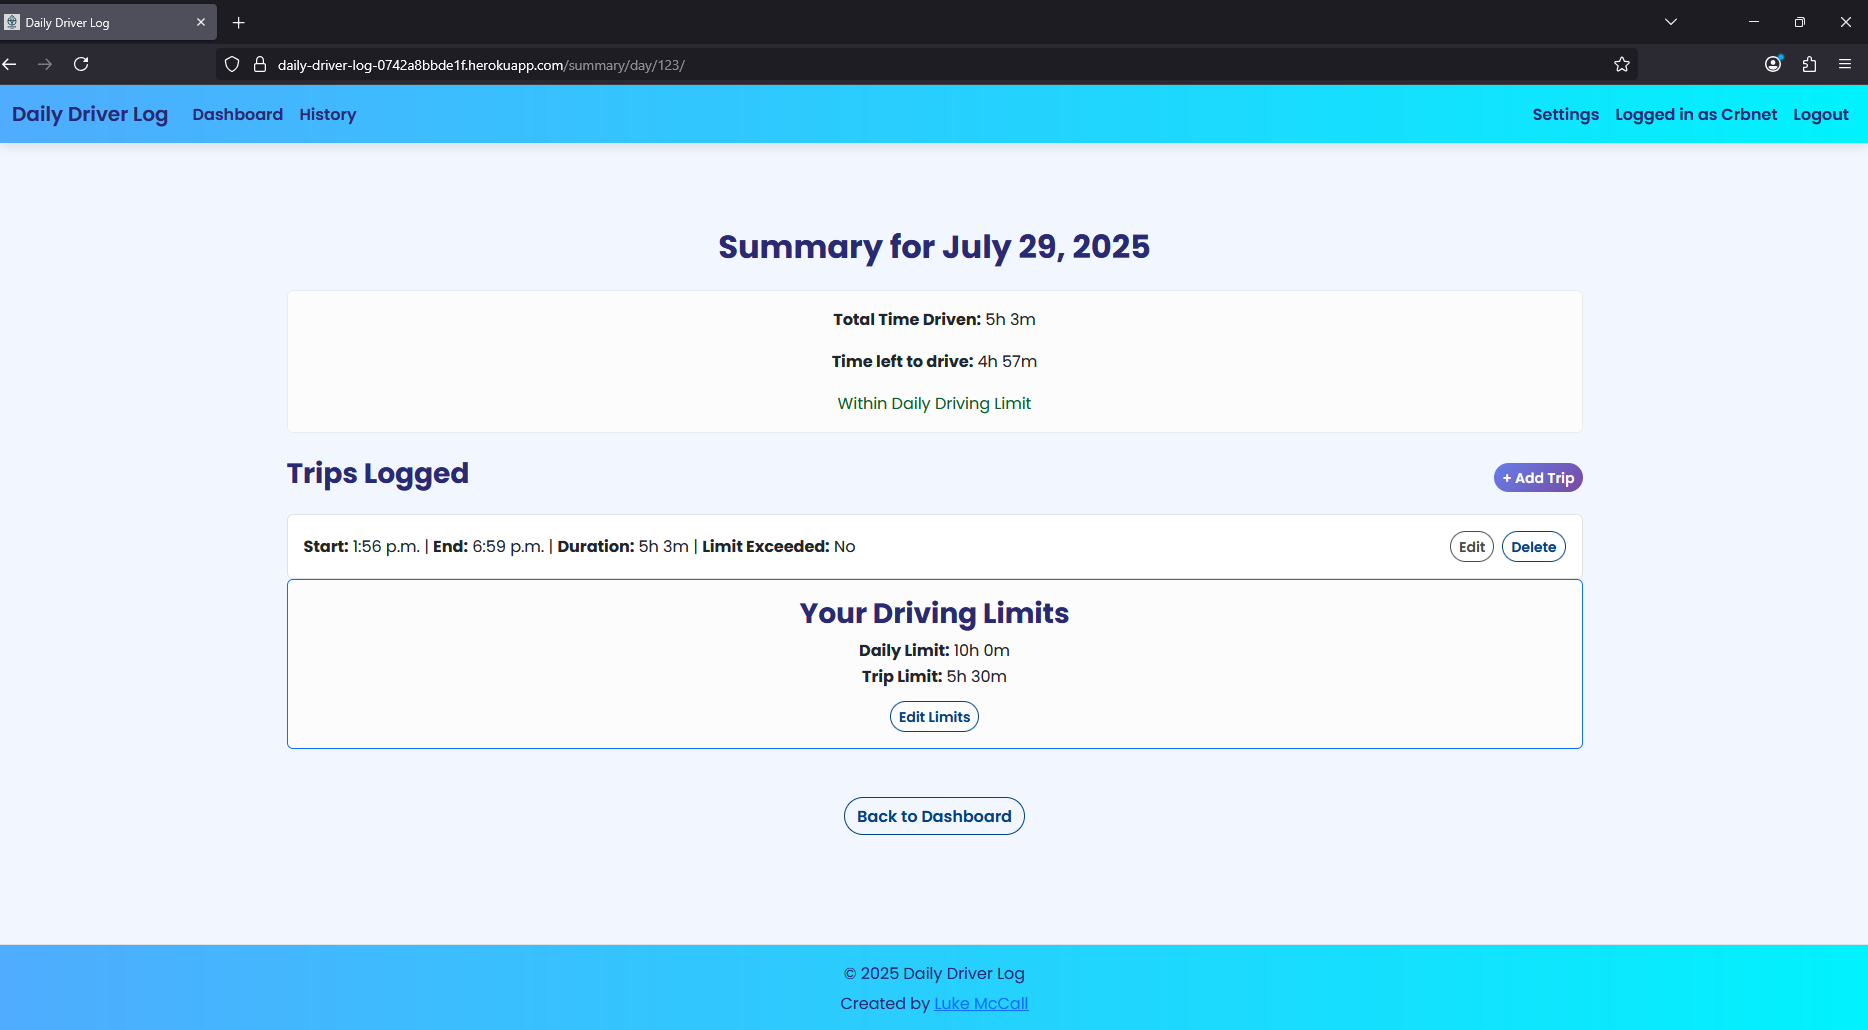 Daily Driver Log
daily-driver-log-0742a8bbde1f.herokuapp.com/summary/day/123/
Daily Driver Log Dashboard History Settings Logged in as Crbnet Logout
Summary for July 29, 2025
Total Time Driven: 5h 3m
Time left to drive: 4h 57m
Within Daily Driving Limit
Trips Logged
+ Add Trip
Start: 1:56 p.m. | End: 6:59 p.m. | Duration: 5h 3m | Limit Exceeded: No Edit Delete
Your Driving Limits
Daily Limit: 10h 0m
Trip Limit: 5h 30m
Edit Limits
Back to Dashboard
© 2025 Daily Driver Log
Created by Luke McCall